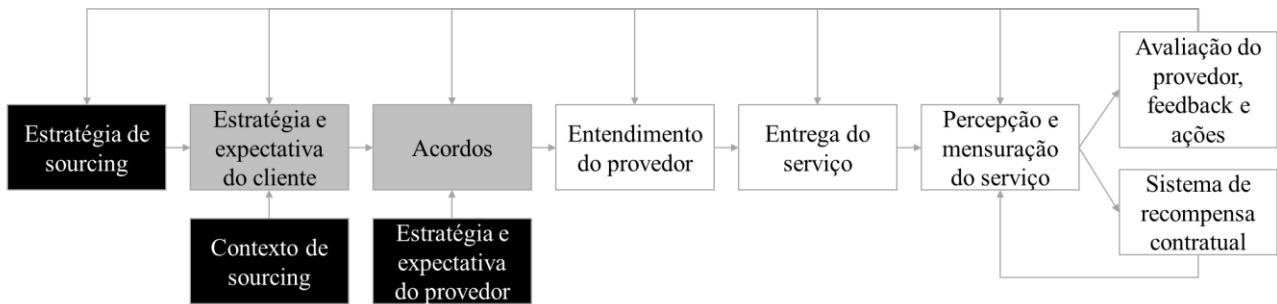 Estratégia de
sourcing
Estratégia e
expectativa
do cliente
Acordos
Entendimento
do provedor
Entrega do
serviço
Percepção e
mensuração
do serviço
Avaliação do
provedor,
feedback e
ações
Sistema de
recompensa
contratual
Contexto de
sourcing
Estratégia e
expectativa
do provedor